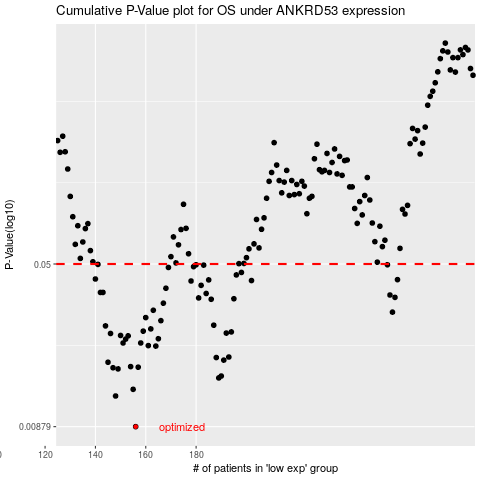 Cumulative P-Value plot for OS under ANKRD53 expression
P-Value(log10)
0.05
0.00879
optimized
0 120 140 160 180
# of patients in 'low exp' group